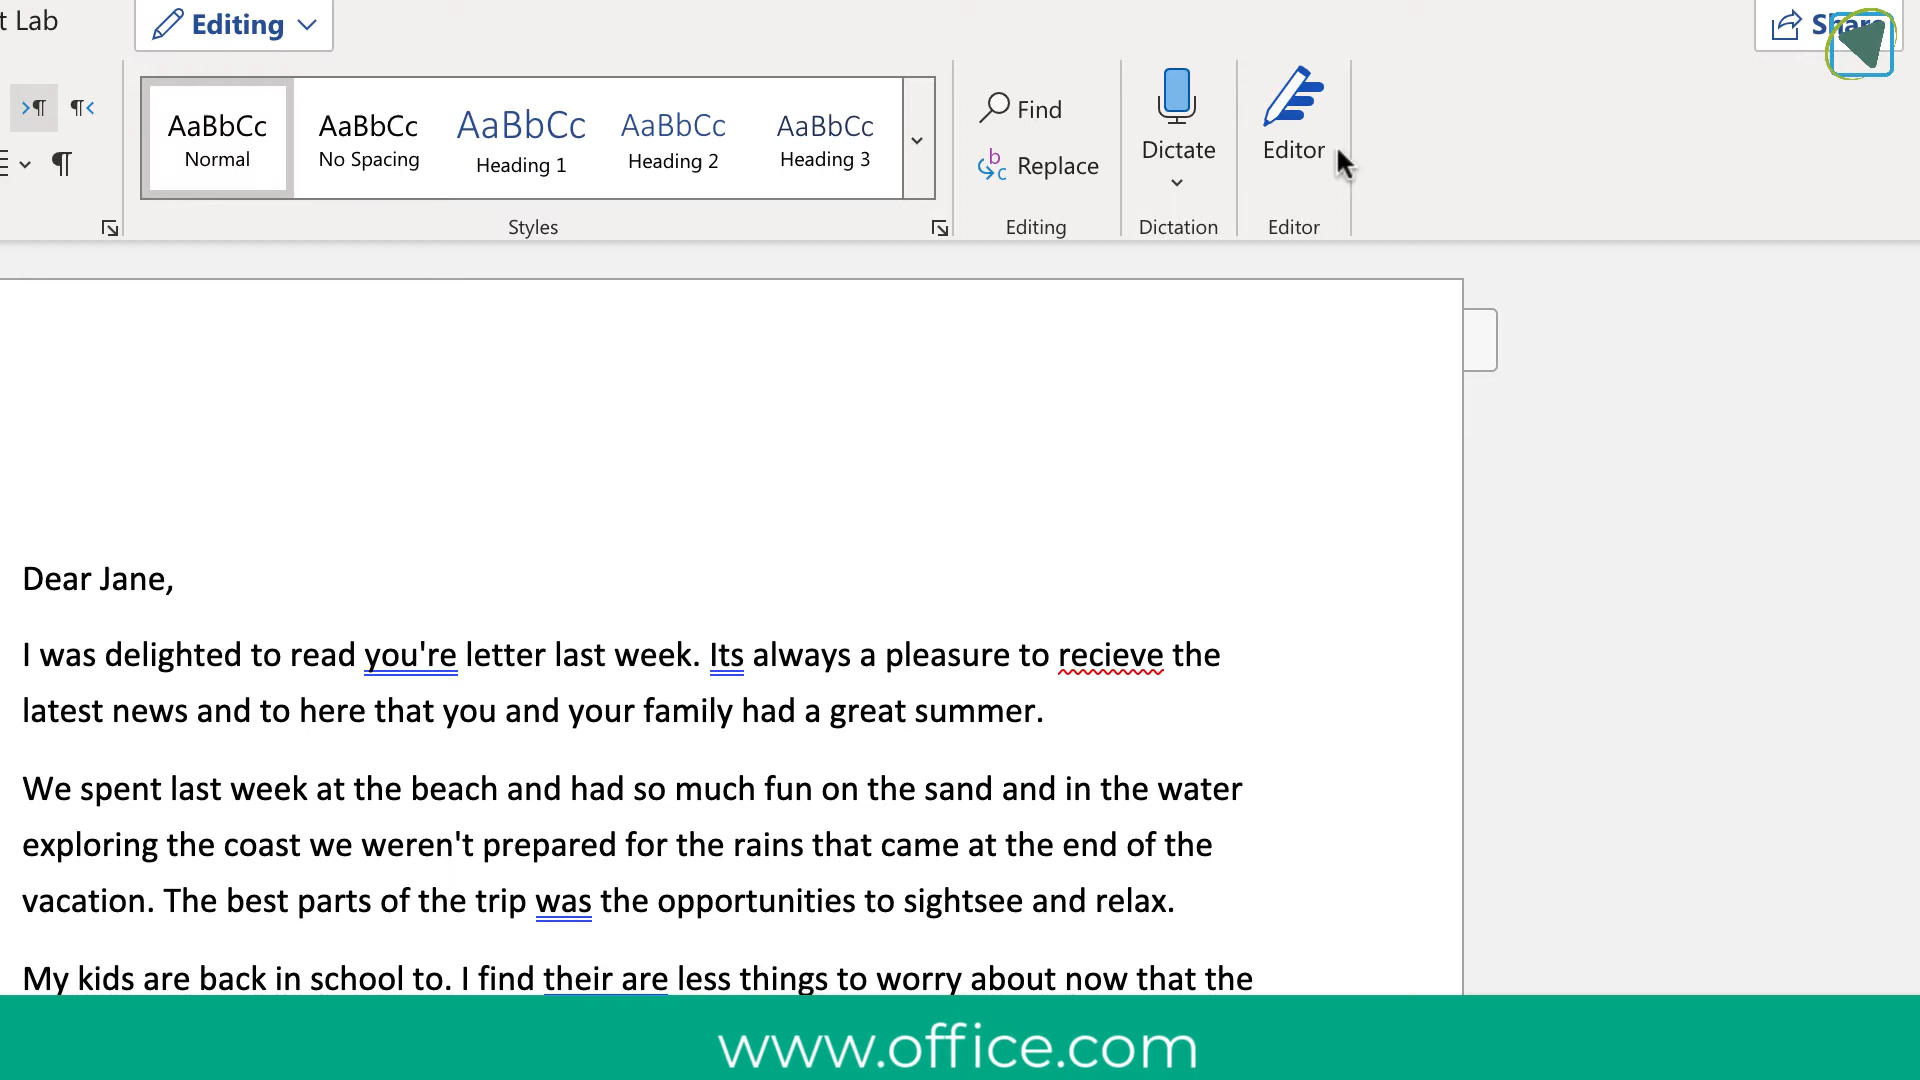 t Lab
Editing
Share
AaBbCc
Normal
AaBbCc
No Spacing
AaBbCc
Heading 1
AaBbCc
Heading 2
AaBbCc
Heading 3
Find
Replace
Dictate
Editor
Styles
Editing
Dictation
Editor
Dear Jane,
I was delighted to read you're letter last week. Its always a pleasure to recieve the
latest news and to here that you and your family had a great summer.
We spent last week at the beach and had so much fun on the sand and in the water
exploring the coast we weren't prepared for the rains that came at the end of the
vacation. The best parts of the trip was the opportunities to sightsee and relax.
My kids are back in school to. I find their are less things to worry about now that the
www.office.com